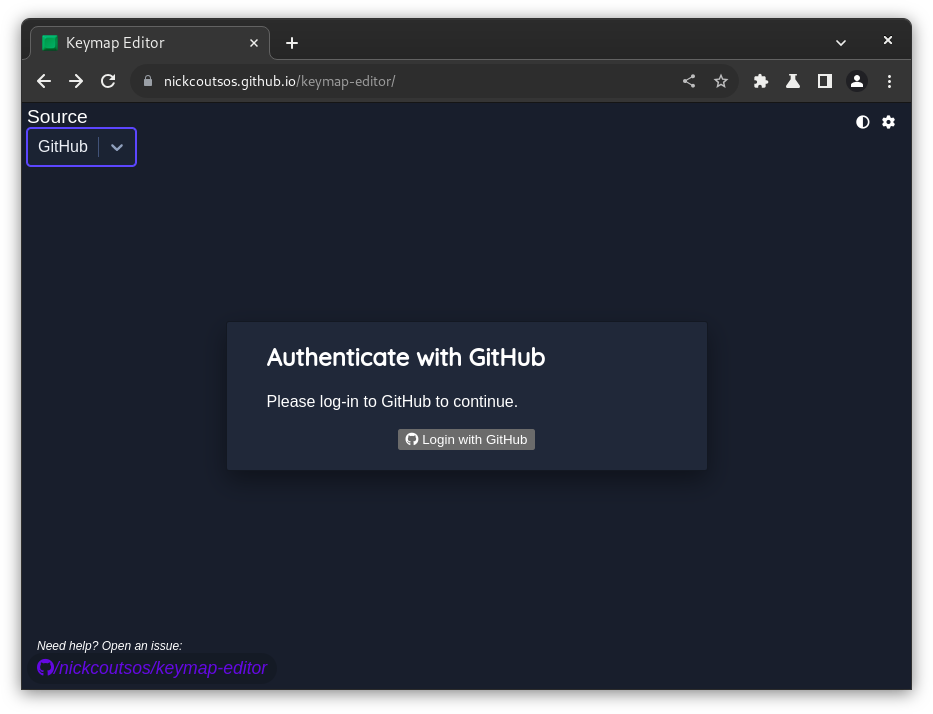 Keymap Editor
nickcoutsos.github.io/keymap-editor/
Source
GitHub
Authenticate with GitHub
Please log-in to GitHub to continue.
Login with GitHub
Need help? Open an issue:
/nickcoutsos/keymap-editor